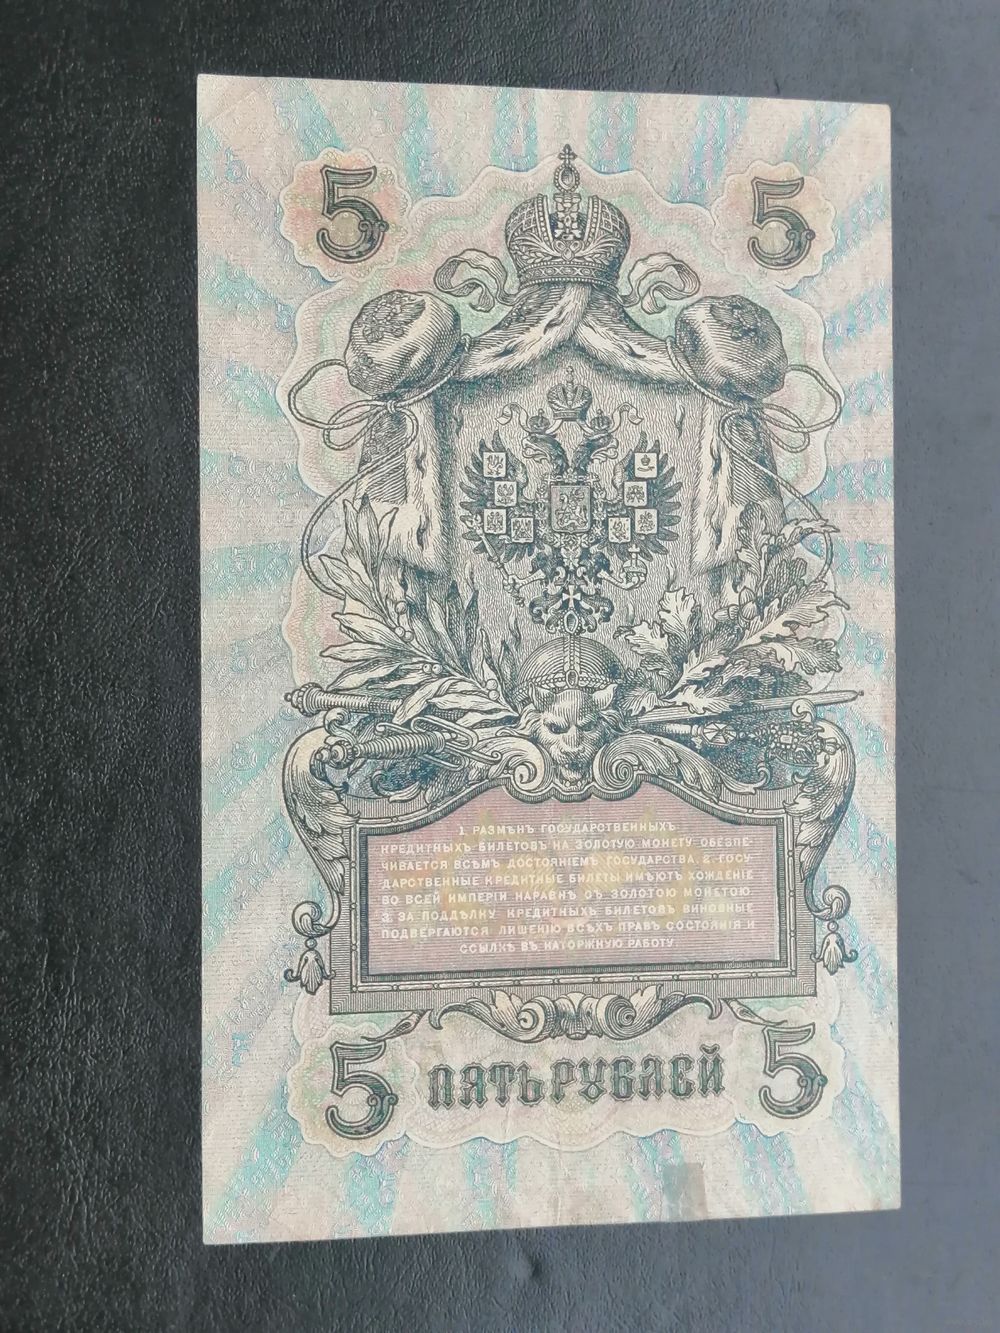 5 5
1. РАЗМѢНЪ ГОСУДАРСТВЕННЫХЪ
КРЕДИТНЫХЪ БИЛЕТОВЪ НА ЗОЛОТУЮ МОНЕТУ ОБЕЗПЕ-
ЧИВАЕТСЯ ВСѢМЪ ДОСТОЯНІЕМЪ ГОСУДАРСТВА. 2. ГОСУ-
ДАРСТВЕННЫЕ КРЕДИТНЫЕ БИЛЕТЫ ИМѢЮТЪ ХОЖДЕНІЕ
ВО ВСЕЙ ИМПЕРІИ НАРАВНѢ СЪ ЗОЛОТОЮ МОНЕТОЮ.
3. ЗА ПОДДѢЛКУ КРЕДИТНЫХЪ БИЛЕТОВЪ ВИНОВНЫЕ
ПОДВЕРГАЮТСЯ ЛИШЕНІЮ ВСѢХЪ ПРАВЪ СОСТОЯНІЯ И
ССЫЛКѢ ВЪ КАТОРЖНУЮ РАБОТУ.
5 ПЯТЬ РУБЛЕЙ 5